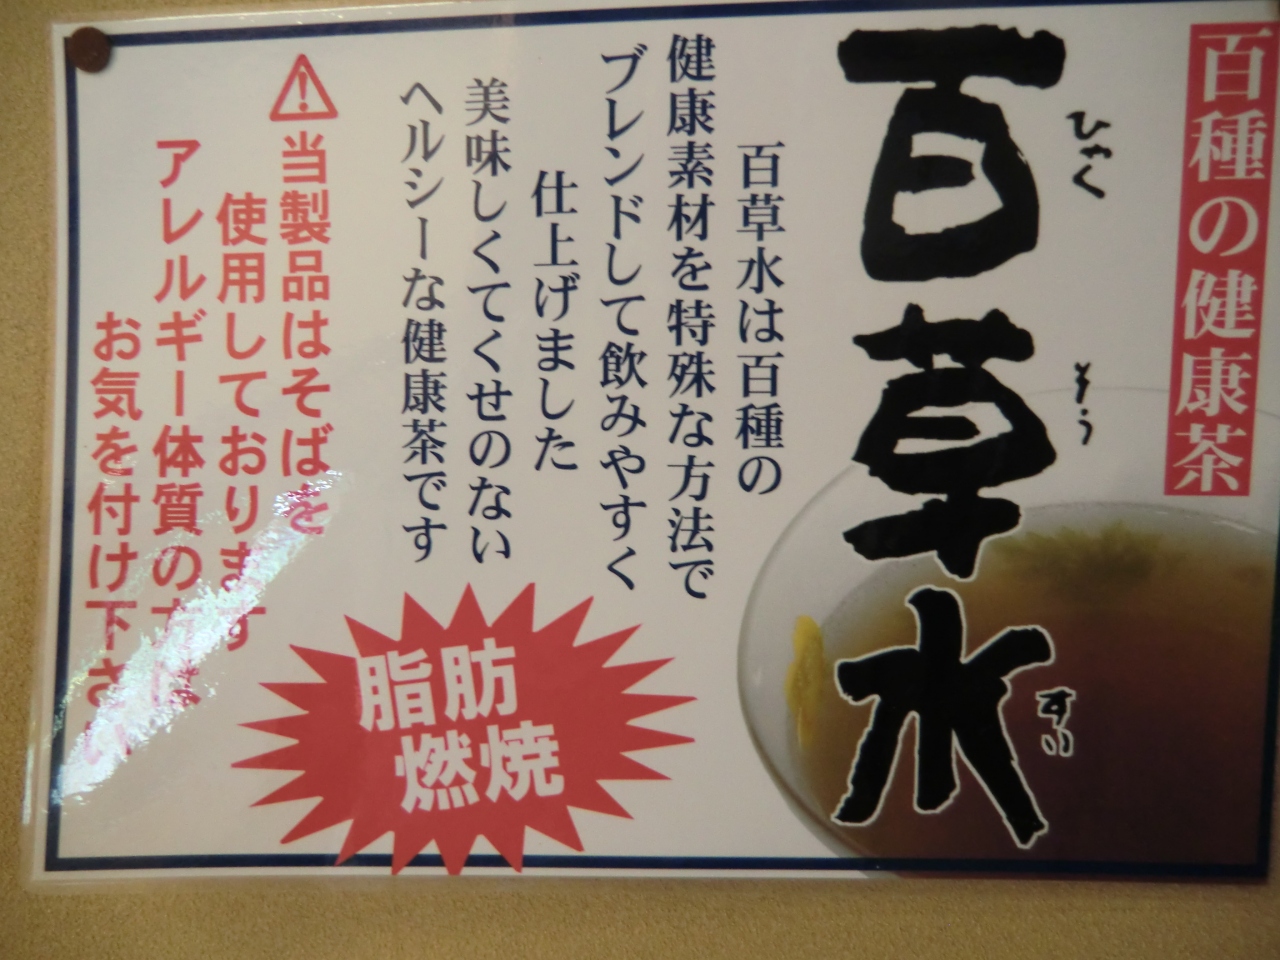 百種の健康茶
百草水
ひゃく
そう
すい
百草水は百種の
健康素材を特殊な方法で
ブレンドして飲みやすく
仕上げました
美味しくてくせのない
ヘルシーな健康茶です
当製品はそばを
使用しております
アレルギー体質の方は
お気を付け下さい
脂肪
燃焼